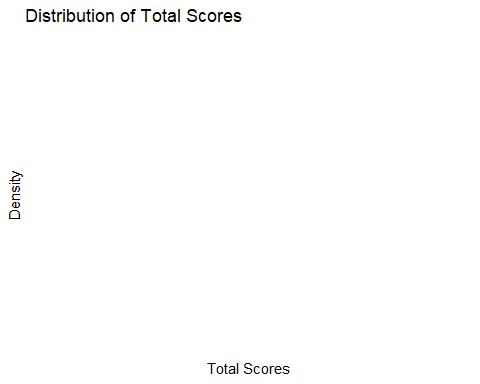 Distribution of Total Scores
Density
Total Scores